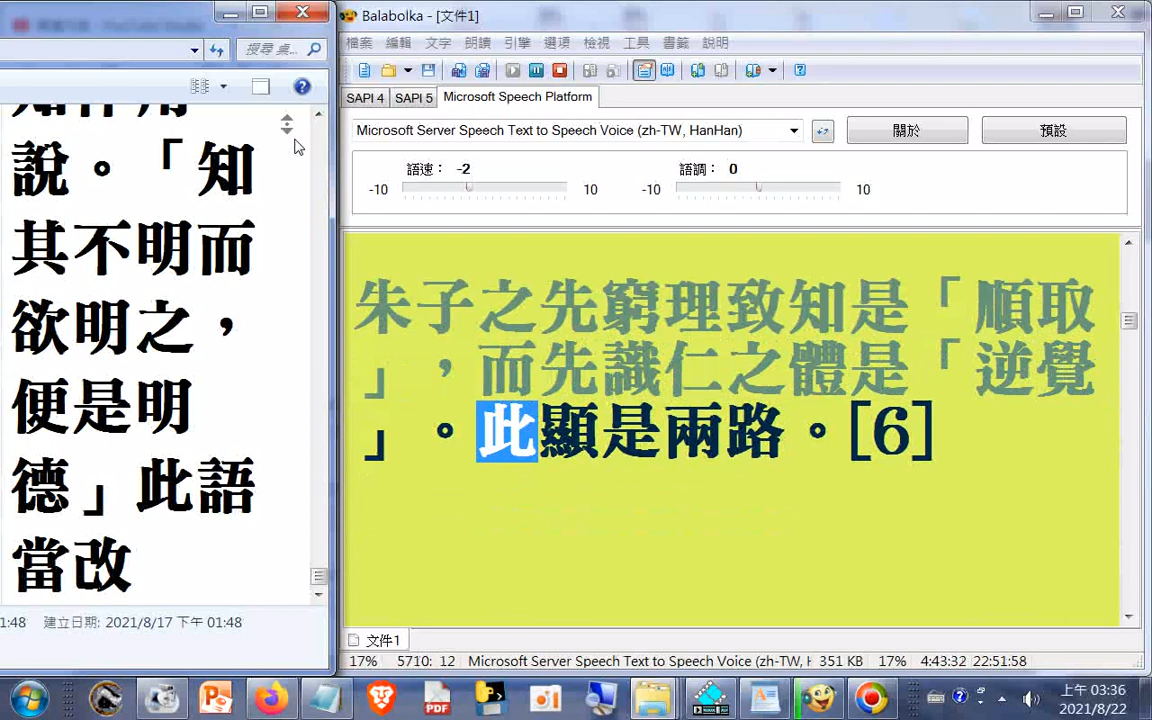 搜尋 桌...
知作用
說。「知
其不明而
欲明之，
便是明
德」此語
當改
1:48 建立日期: 2021/8/17 下午 01:48
Balabolka - [文件1]
檔案 編輯 文字 朗讀 引擎 選項 檢視 工具 書籤 說明
SAPI 4 SAPI 5 Microsoft Speech Platform
Microsoft Server Speech Text to Speech Voice (zh-TW, HanHan) 關於 預設
語速： -2 語調： 0
-10 10 -10 10
朱子之先窮理致知是「順取
」，而先識仁之體是「逆覺
」。此顯是兩路。[6]
文件1
17% 5710: 12 Microsoft Server Speech Text to Speech Voice (zh-TW, H 351 KB 17% 4:43:32 22:51:58
PDF
上午 03:36
2021/8/22